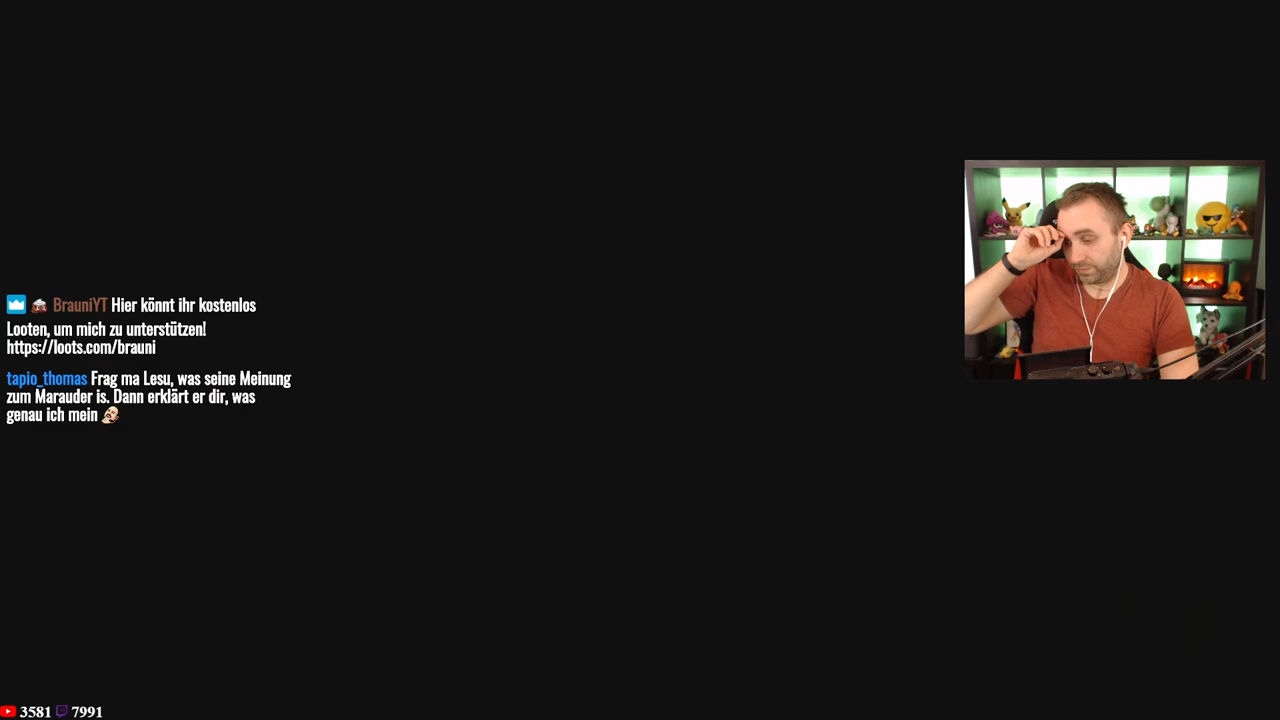 BrauniYT Hier könnt ihr kostenlos
Looten, um mich zu unterstützen!
https://loots.com/brauni
tapio_thomas Frag ma Lesu, was seine Meinung
zum Marauder is. Dann erklärt er dir, was
genau ich mein
3581 7991